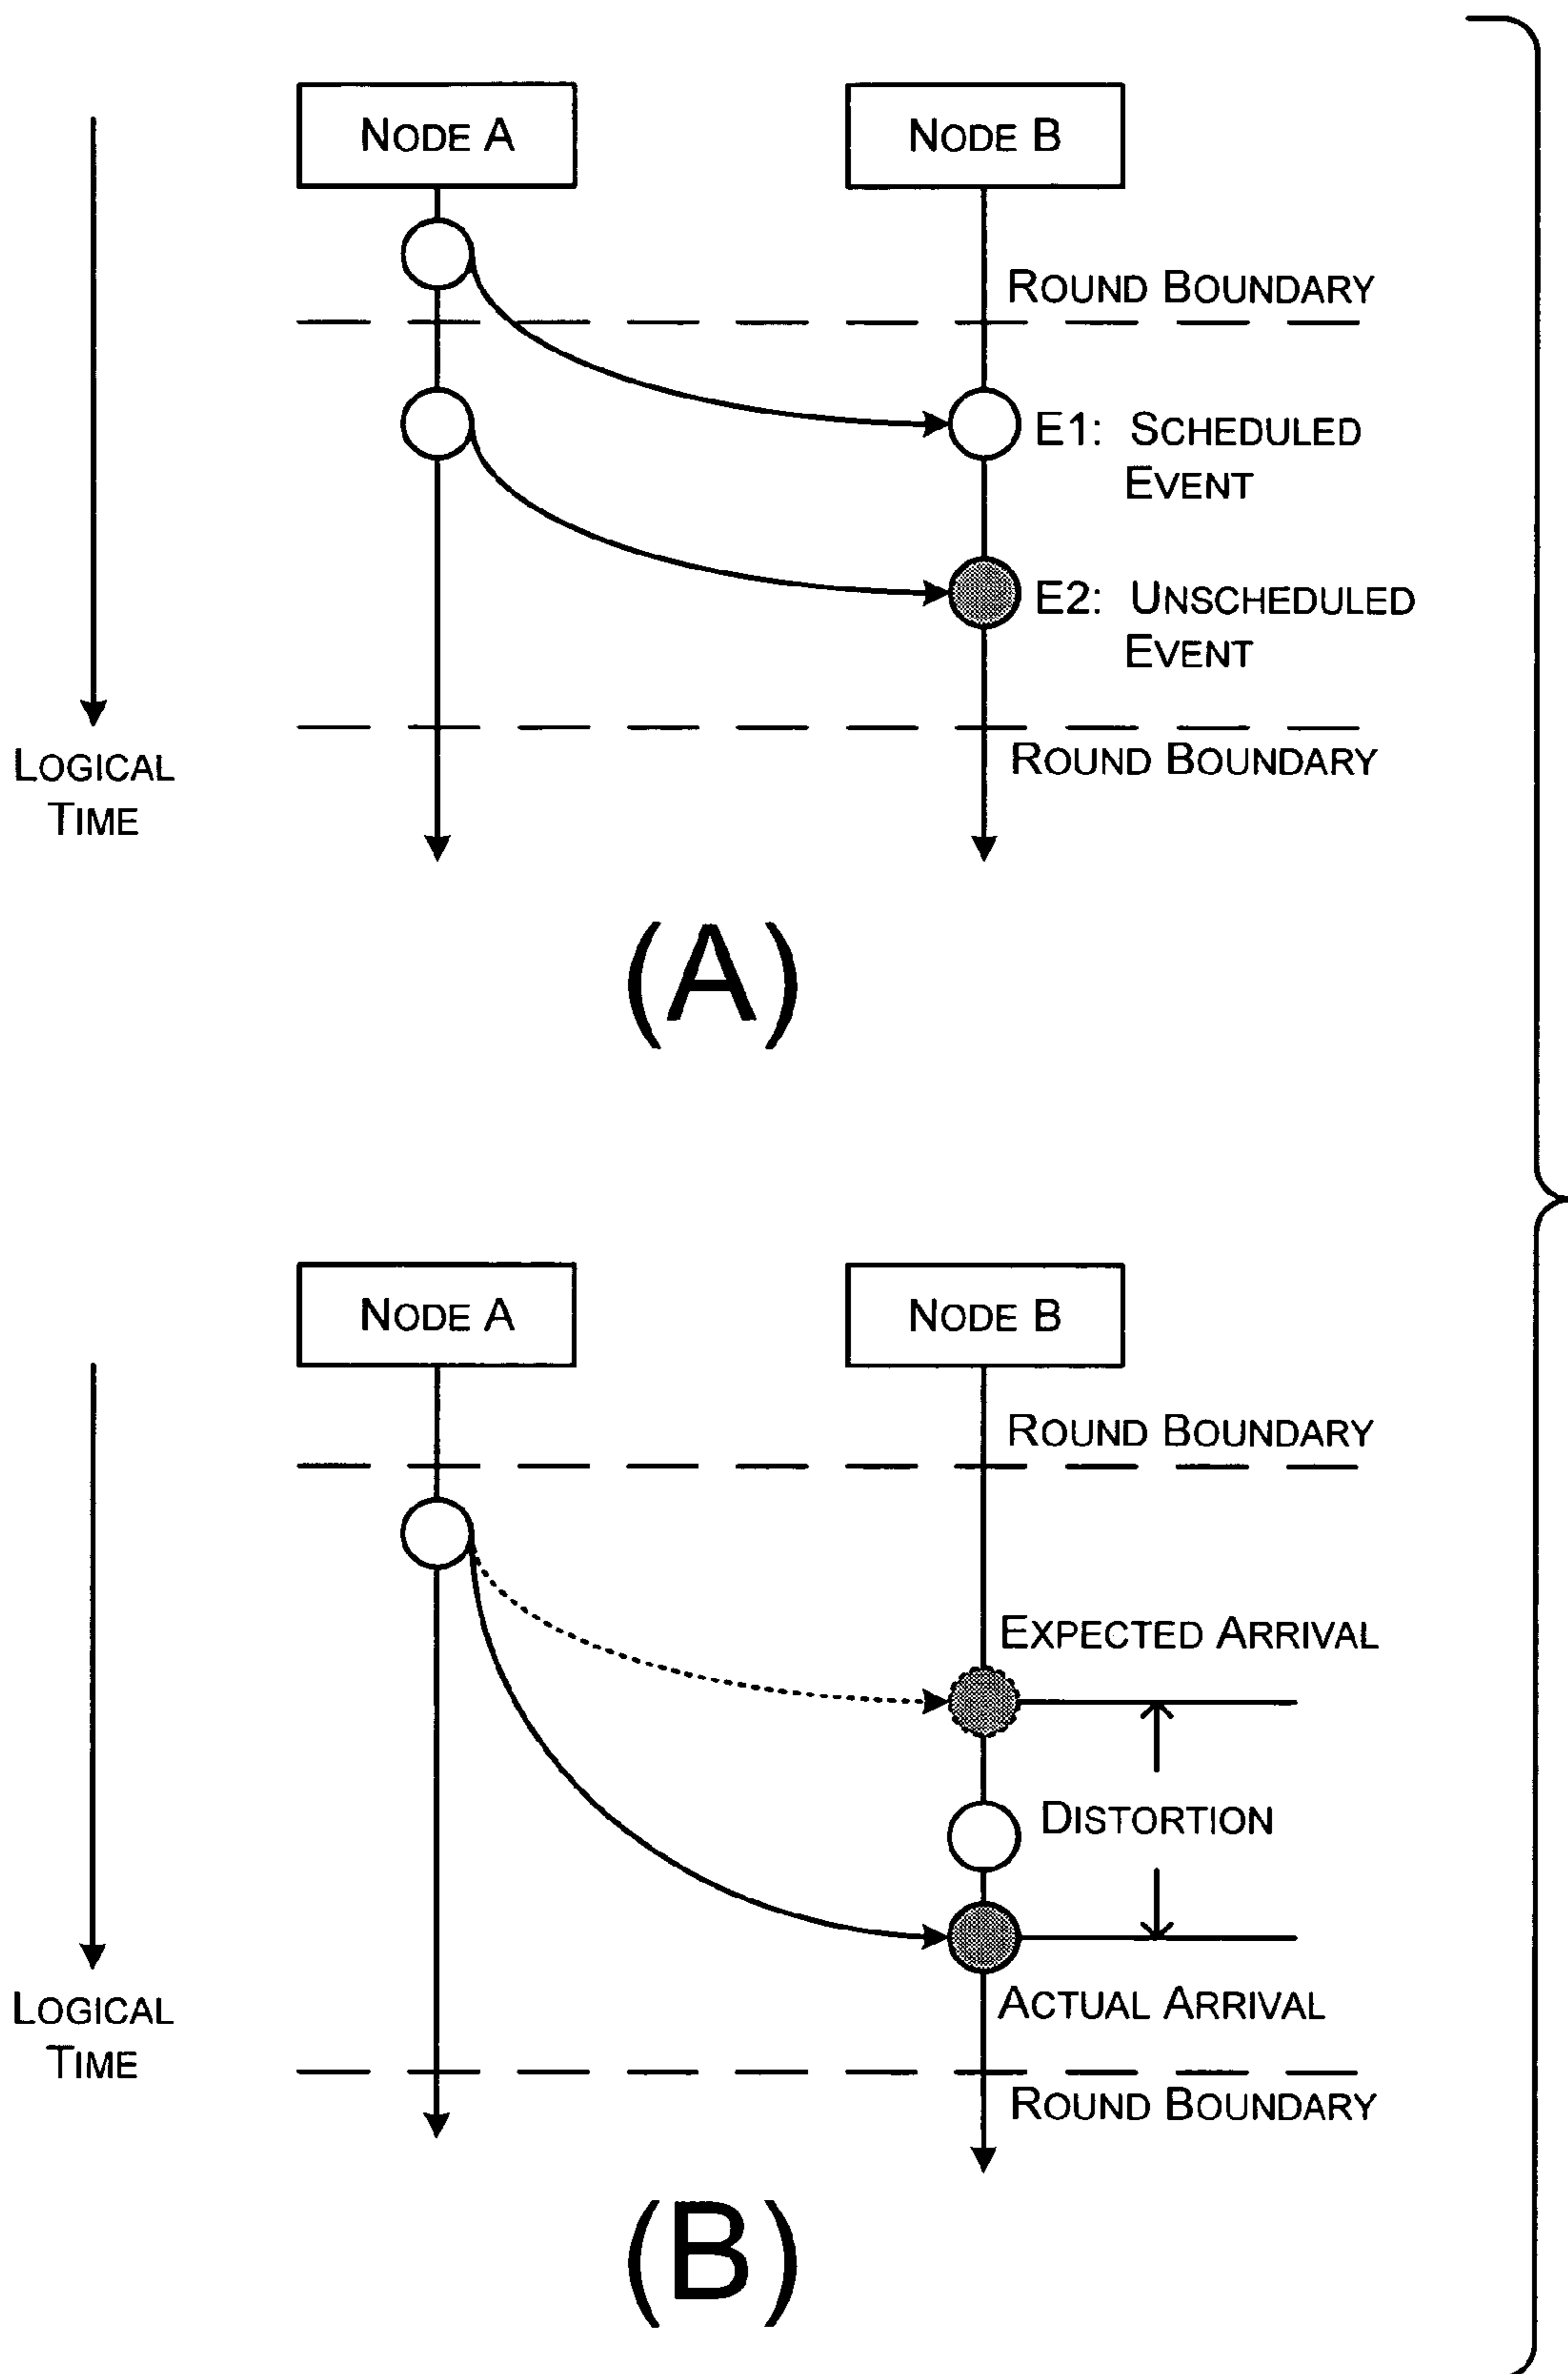 NODE A
NODE B
ROUND BOUNDARY
E1: SCHEDULED
EVENT
E2: UNSCHEDULED
EVENT
ROUND BOUNDARY
LOGICAL
TIME
(A)
NODE A
NODE B
ROUND BOUNDARY
EXPECTED ARRIVAL
DISTORTION
ACTUAL ARRIVAL
LOGICAL
TIME
ROUND BOUNDARY
(B)